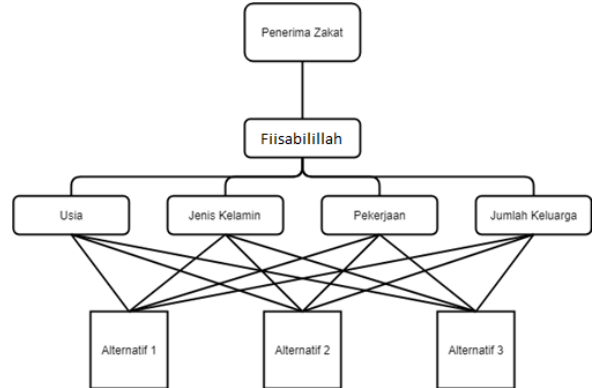 Penerima Zakat
Fiisabilillah
Usia
Jenis Kelamin
Pekerjaan
Jumlah Keluarga
Alternatif 1
Alternatif 2
Alternatif 3